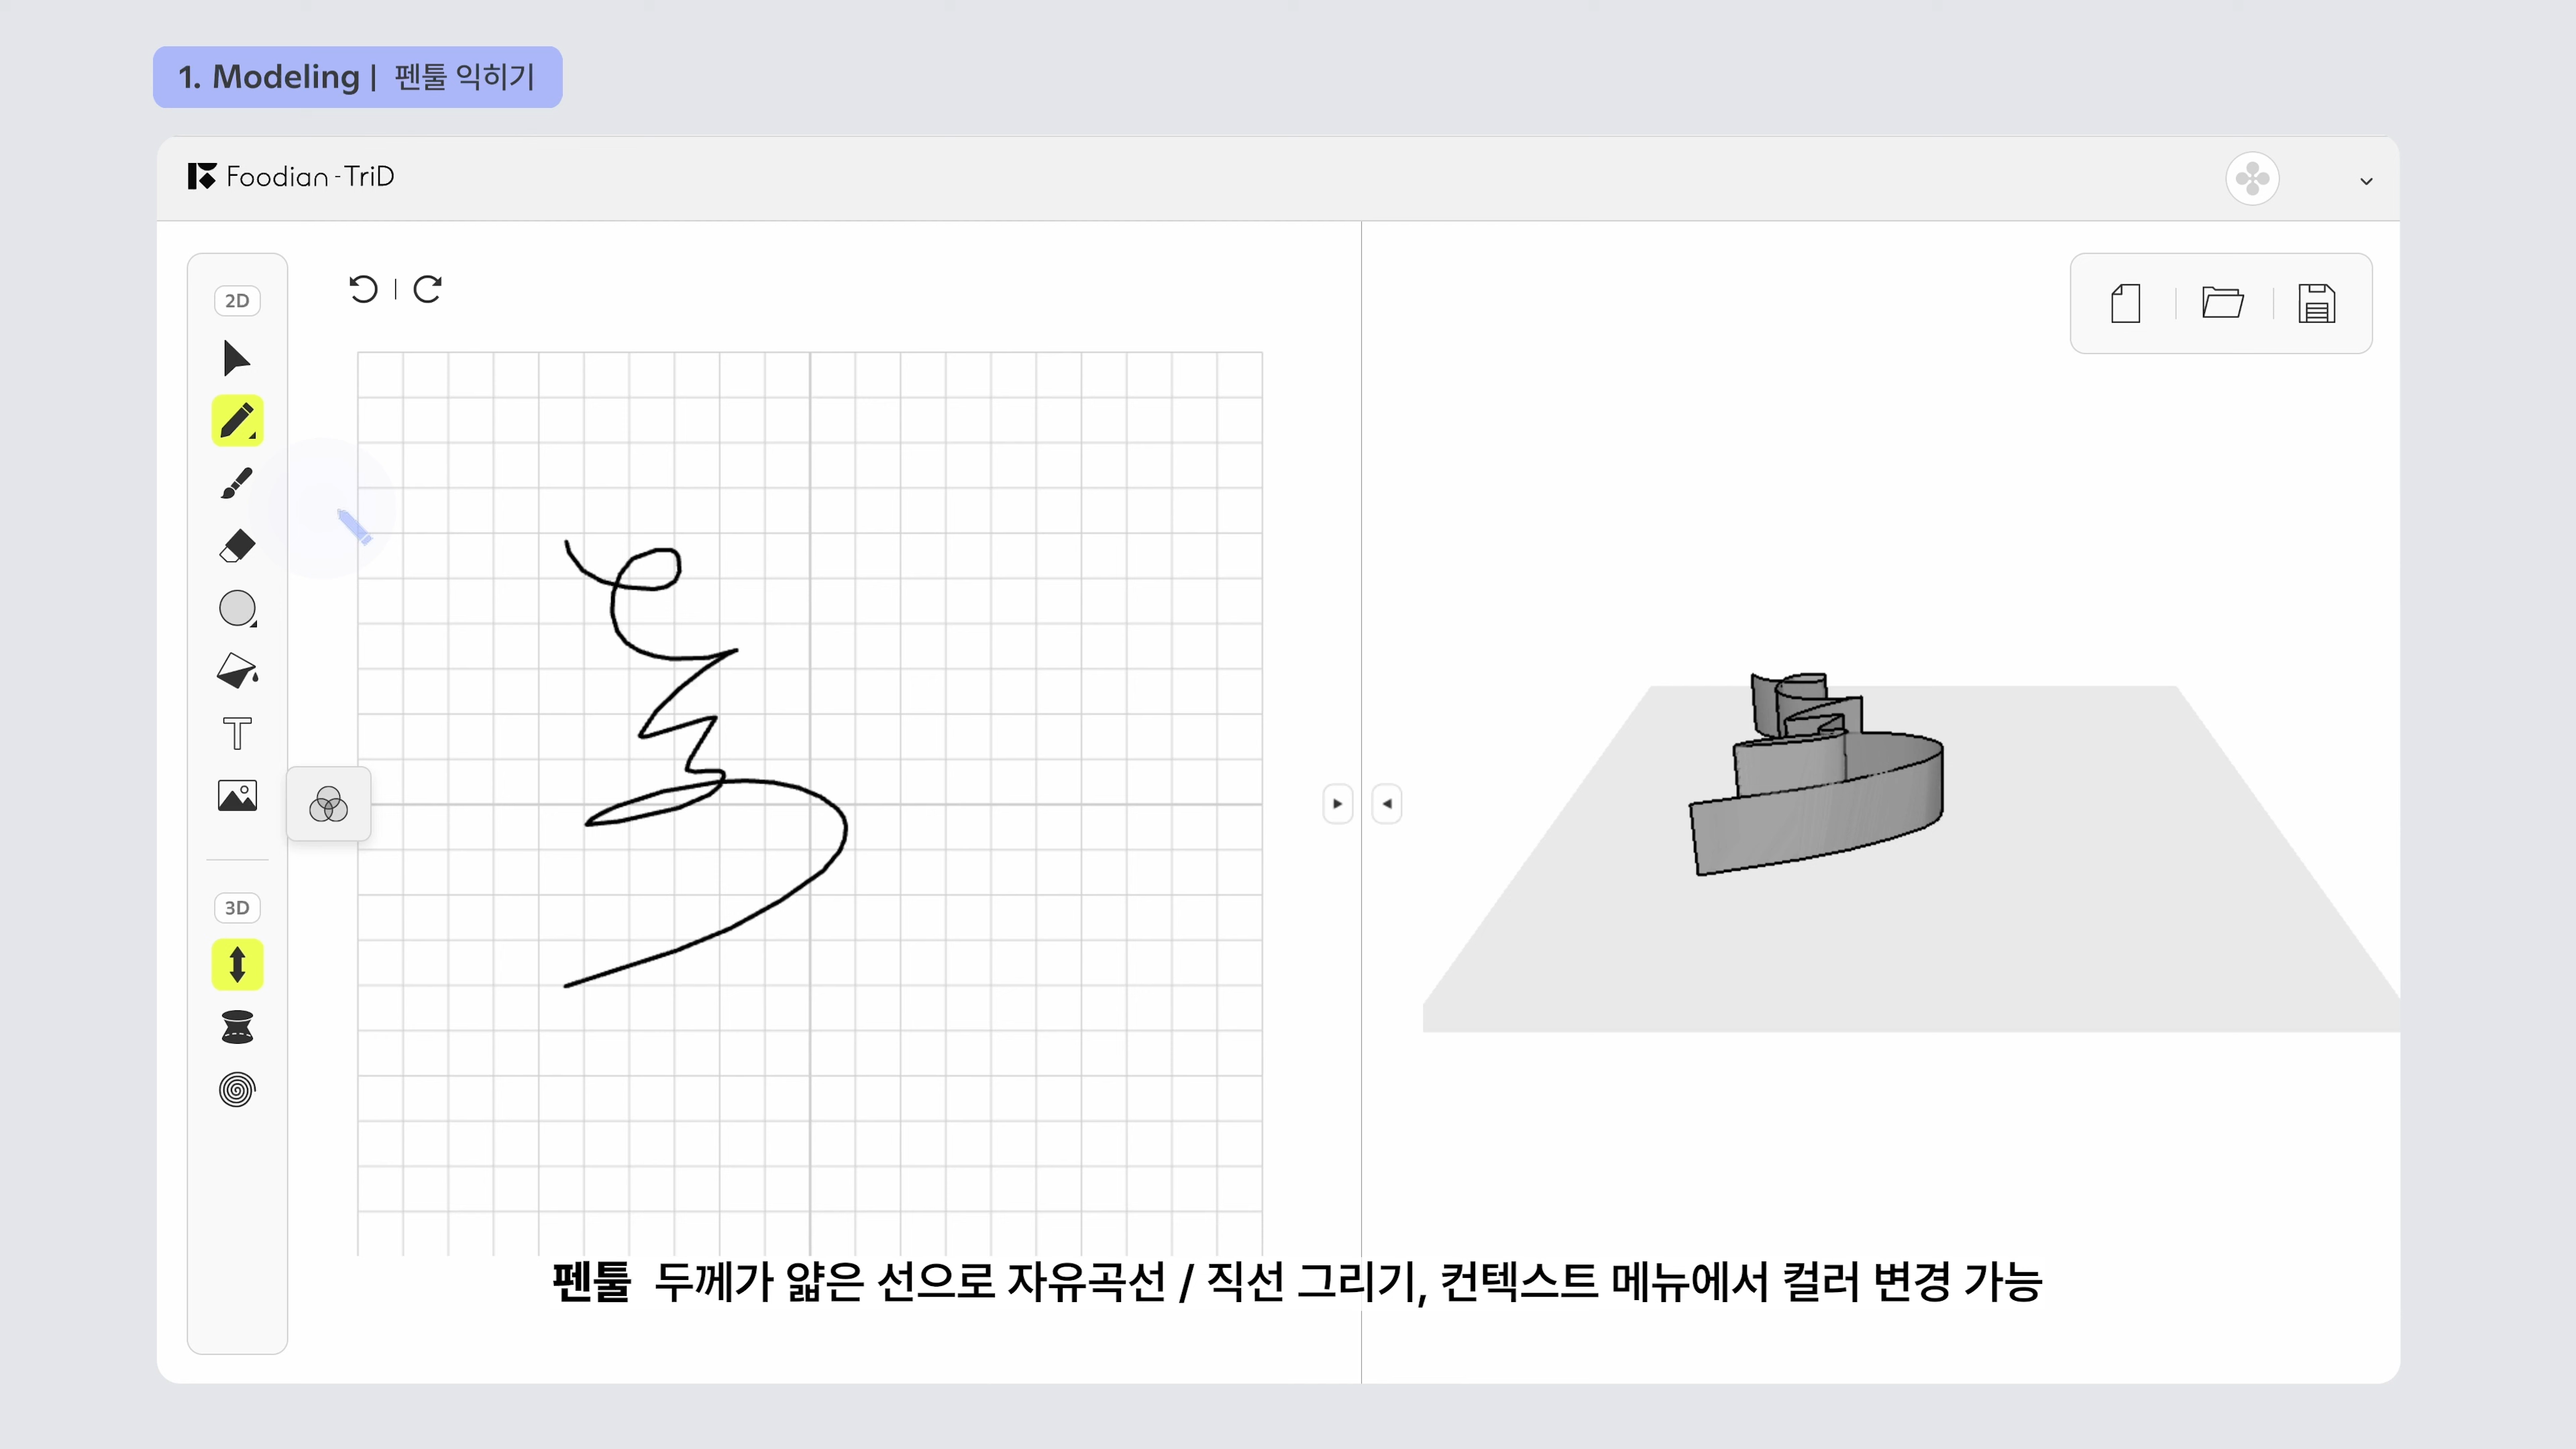 1. Modeling | 펜툴 익히기
Foodian - TriD
2D
3D
펜툴 두께가 얇은 선으로 자유곡선 / 직선 그리기, 컨텍스트 메뉴에서 컬러 변경 가능